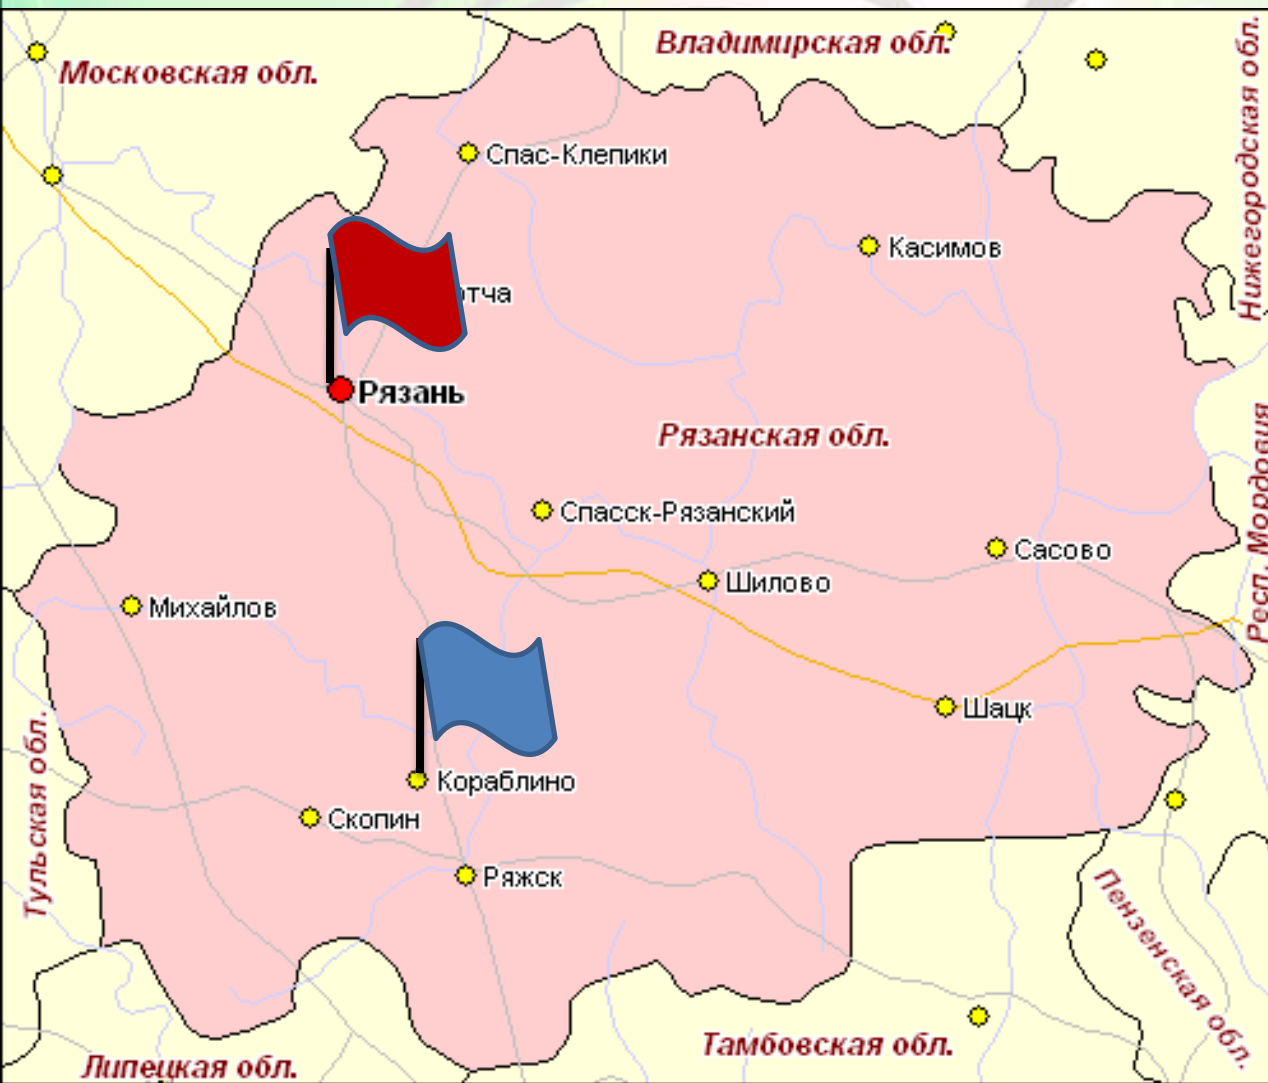 Владимирская обл.
Московская обл.
Нижегородская обл.
Спас-Клепики
Касимов
отча
Рязань
Рязанская обл.
Респ. Мордовия
Спасск-Рязанский
Сасово
Шилово
Михайлов
Шацк
Тульская обл.
Кораблино
Скопин
Ряжск
Пензенская обл.
Тамбовская обл.
Липецкая обл.